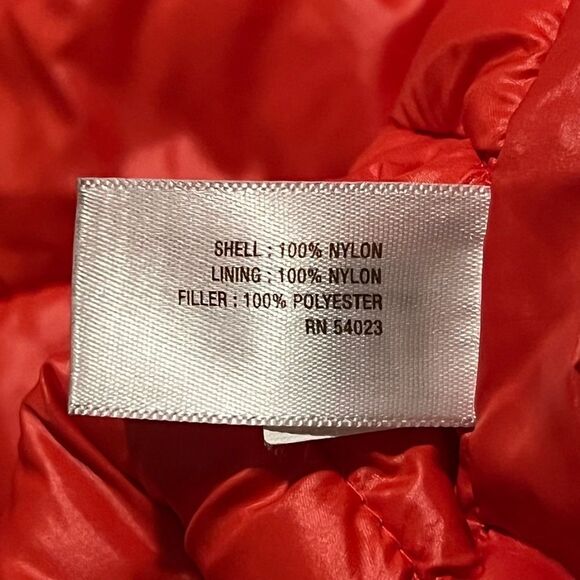 SHELL : 100% NYLON
LINING : 100% NYLON
FILLER : 100% POLYESTER
RN 54023